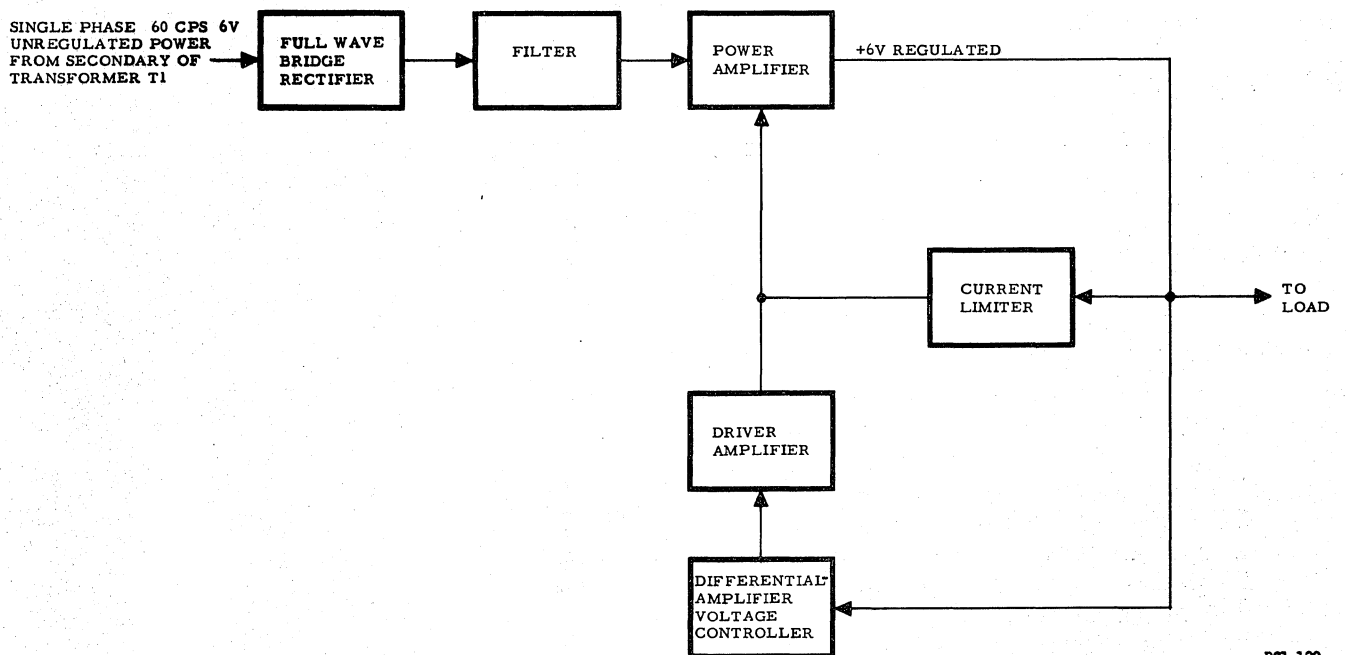 SINGLE PHASE 60 CPS 6V
UNREGULATED POWER
FROM SECONDARY OF
TRANSFORMER T1
FULL WAVE
BRIDGE
RECTIFIER
FILTER
POWER
AMPLIFIER
+6V REGULATED
CURRENT
LIMITER
TO
LOAD
DRIVER
AMPLIFIER
DIFFERENTIAL-
AMPLIFIER
VOLTAGE
CONTROLLER